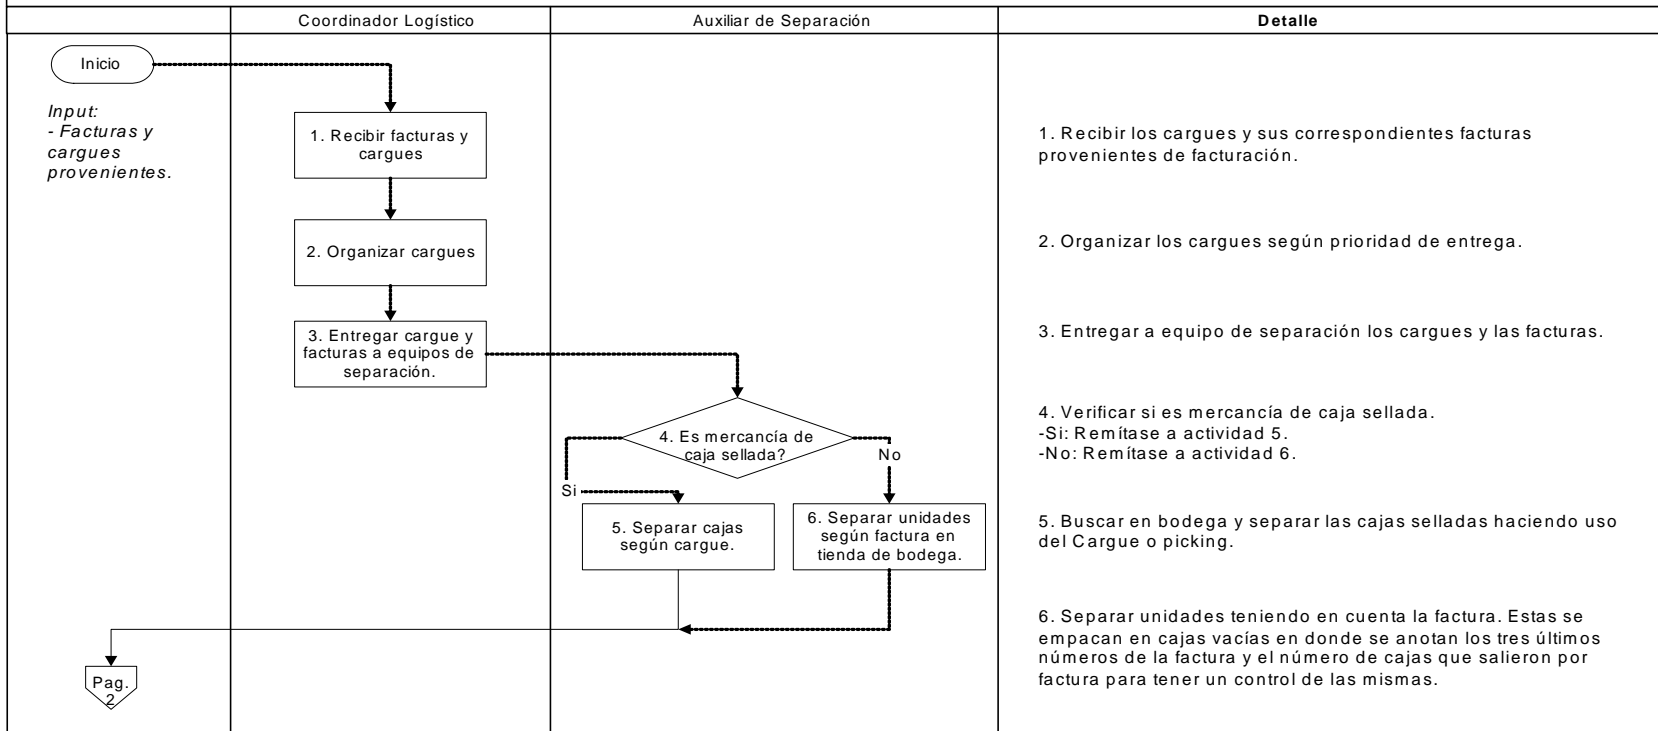 Coordinador Logístico
Auxiliar de Separación
Detalle
Inicio
Input:
- Facturas y
cargues
provenientes.
1. Recibir facturas y
cargues
2. Organizar cargues
3. Entregar cargue y
facturas a equipos de
separación.
4. Es mercancía de
caja sellada?
Si
No
5. Separar cajas
según cargue.
6. Separar unidades
según factura en
tienda de bodega.
Pag.
2
1. Recibir los cargues y sus correspondientes facturas
provenientes de facturación.
2. Organizar los cargues según prioridad de entrega.
3. Entregar a equipo de separación los cargues y las facturas.
4. Verificar si es mercancía de caja sellada.
-Si: Remítase a actividad 5.
-No: Remítase a actividad 6.
5. Buscar en bodega y separar las cajas selladas haciendo uso
del Cargue o picking.
6. Separar unidades teniendo en cuenta la factura. Estas se
empacan en cajas vacías en donde se anotan los tres últimos
números de la factura y el número de cajas que salieron por
factura para tener un control de las mismas.